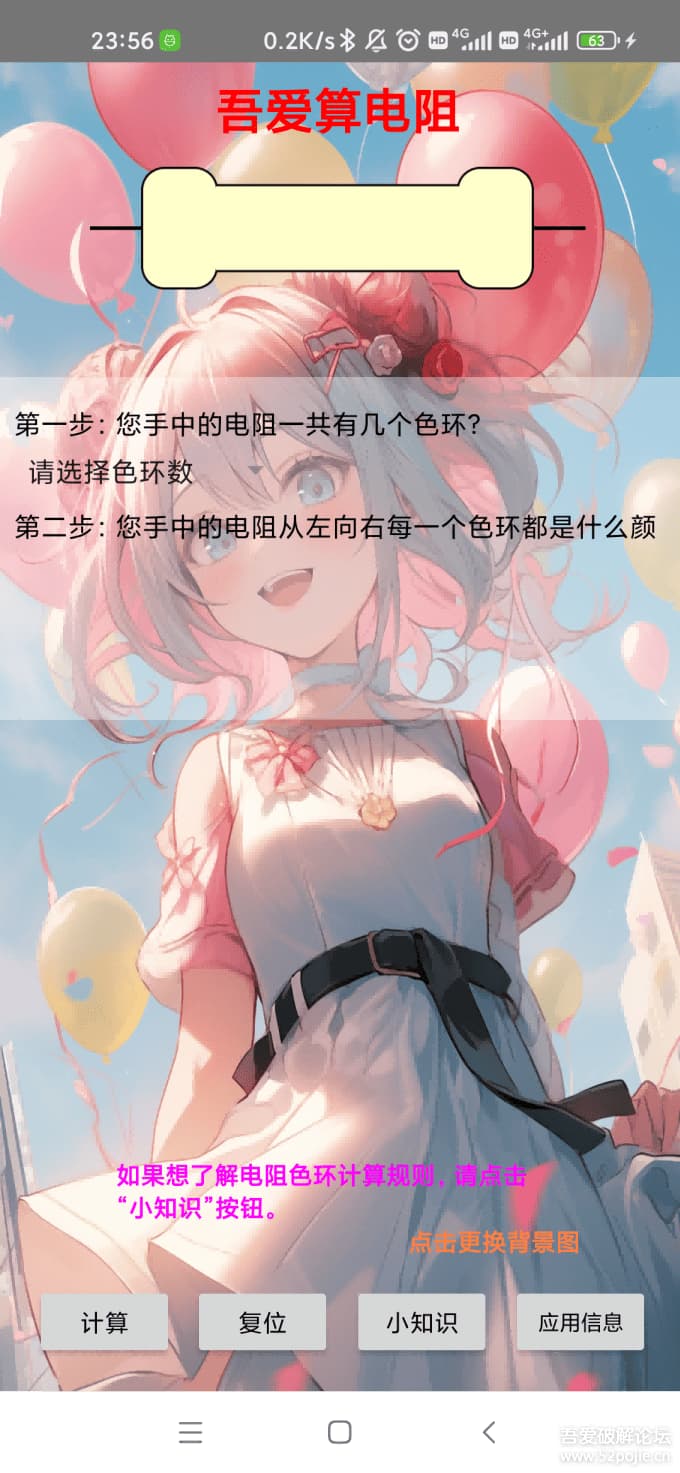 23:56
0.2K/s HD 4G HD 4G+ 63
吾爱算电阻
第一步：您手中的电阻一共有几个色环？
请选择色环数
第二步：您手中的电阻从左向右每一个色环都是什么颜
如果想了解电阻色环计算规则，请点击
“小知识”按钮。
点击更换背景图
计算 复位 小知识 应用信息
吾爱破解论坛
www.52pojie.cn